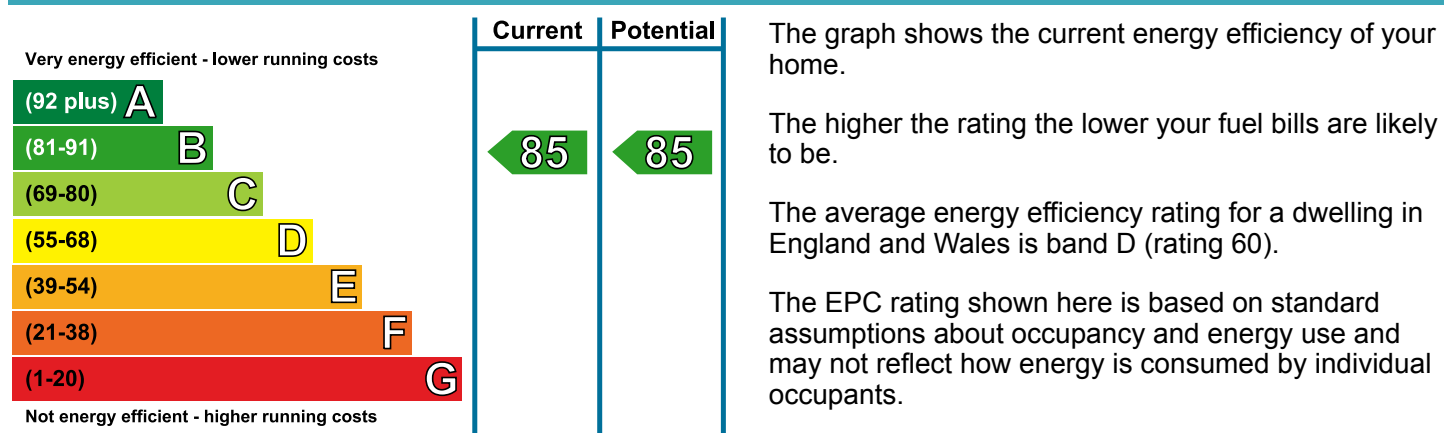 Current Potential
Very energy efficient - lower running costs
(92 plus) A
(81-91) B
(69-80) C
(55-68) D
(39-54) E
(21-38) F
(1-20) G
Not energy efficient - higher running costs
85 85
The graph shows the current energy efficiency of your
home.
The higher the rating the lower your fuel bills are likely
to be.
The average energy efficiency rating for a dwelling in
England and Wales is band D (rating 60).
The EPC rating shown here is based on standard
assumptions about occupancy and energy use and
may not reflect how energy is consumed by individual
occupants.